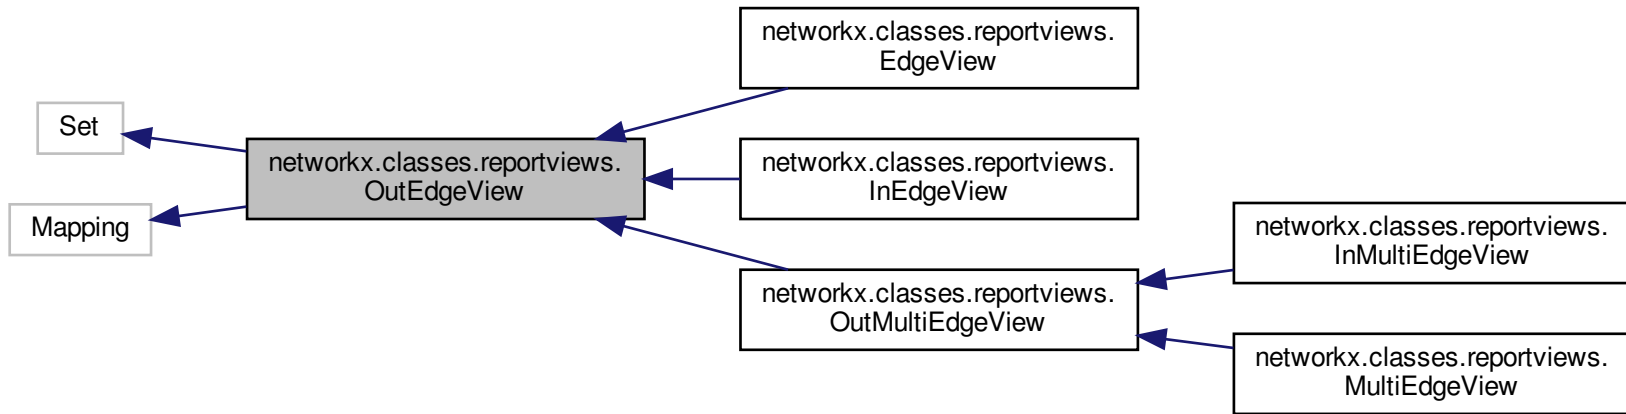 Set
Mapping
networkx.classes.reportviews.
OutEdgeView
networkx.classes.reportviews.
EdgeView
networkx.classes.reportviews.
InEdgeView
networkx.classes.reportviews.
OutMultiEdgeView
networkx.classes.reportviews.
InMultiEdgeView
networkx.classes.reportviews.
MultiEdgeView